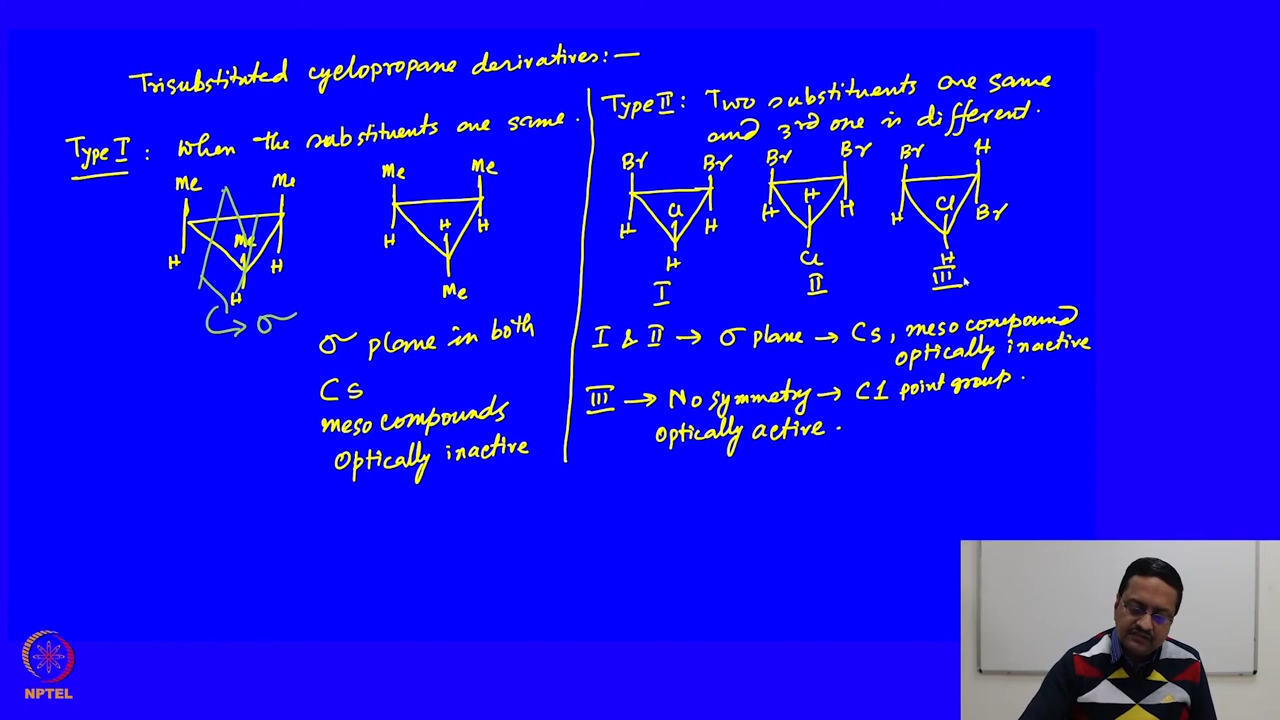 Trisubstituted cyclopropane derivatives:—
Type I : When the substituents are same.
Me Me
H Me H
H
Me Me
H H H
Me
C → σ
σ plane in both
Cs
meso compounds
Optically inactive
Type II : Two substituents are same
and 3rd one is different.
Br Br
H Cl H
H
I
Br Br
H H H
Cl
II
Br H
H Cl Br
H
III
I & II → σ plane → Cs, meso compound
optically inactive
III → No symmetry → C1 point group.
Optically active.
NPTEL